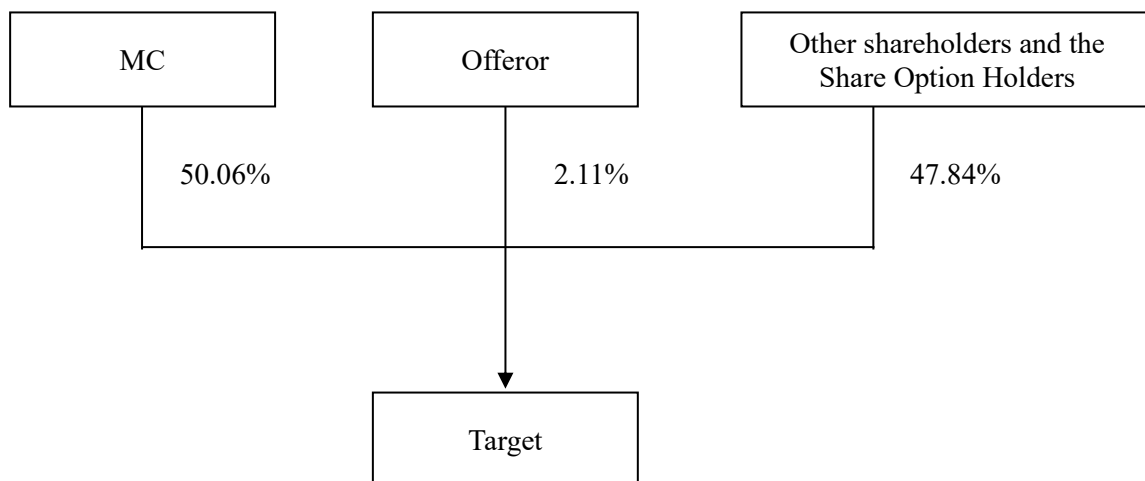 MC
Offeror
Other shareholders and the
Share Option Holders
50.06%
2.11%
47.84%
Target